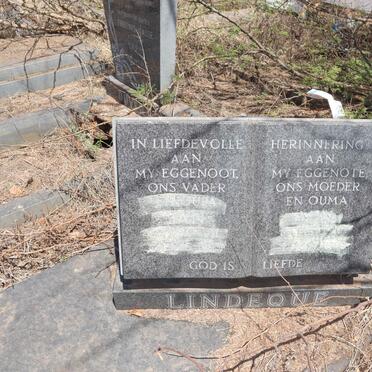 IN LIEFDEVOLLE
AAN
MY EGGENOOT,
ONS VADER
GOD IS
HERINNERING
AAN
MY EGGENOTE,
ONS MOEDER
EN OUMA
LIEFDE
LINDEQUE